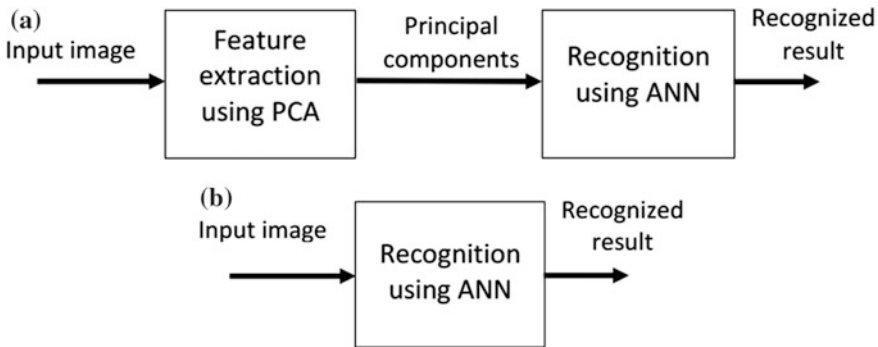 (a)
Input image
Feature
extraction
using PCA
Principal
components
Recognition
using ANN
Recognized
result
(b)
Input image
Recognition
using ANN
Recognized
result